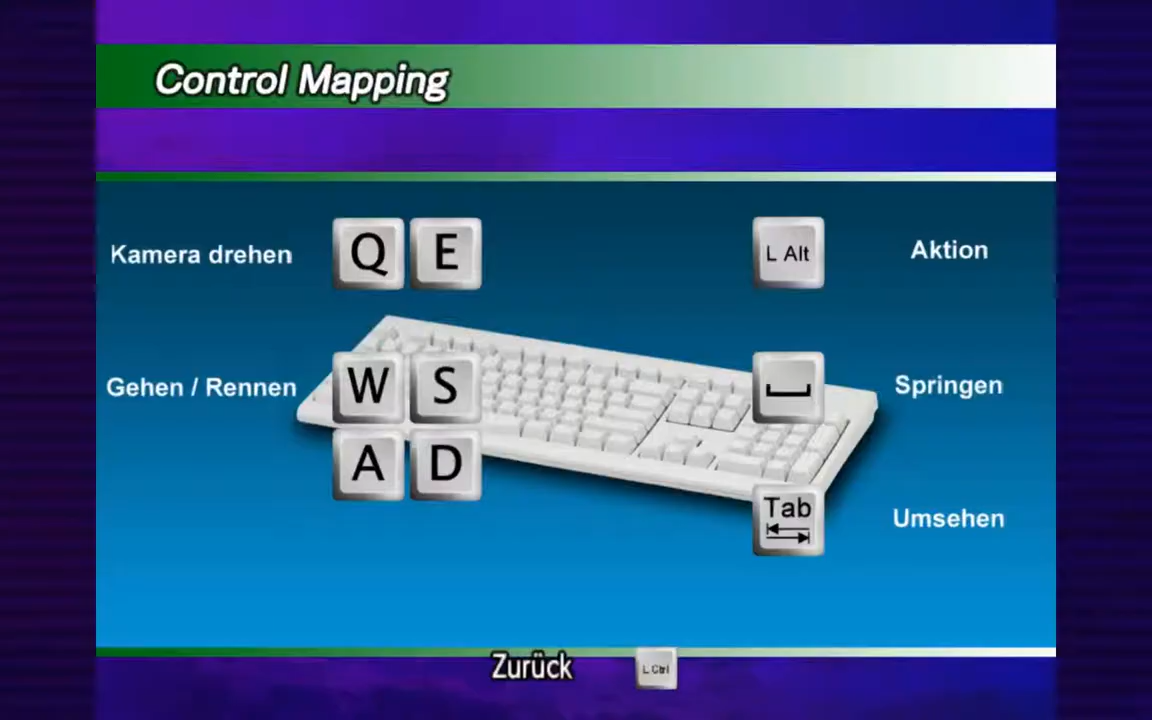 Control Mapping
Kamera drehen Q E L Alt Aktion
Gehen / Rennen W S Springen
A D
Tab Umsehen
Zurück L Ctrl